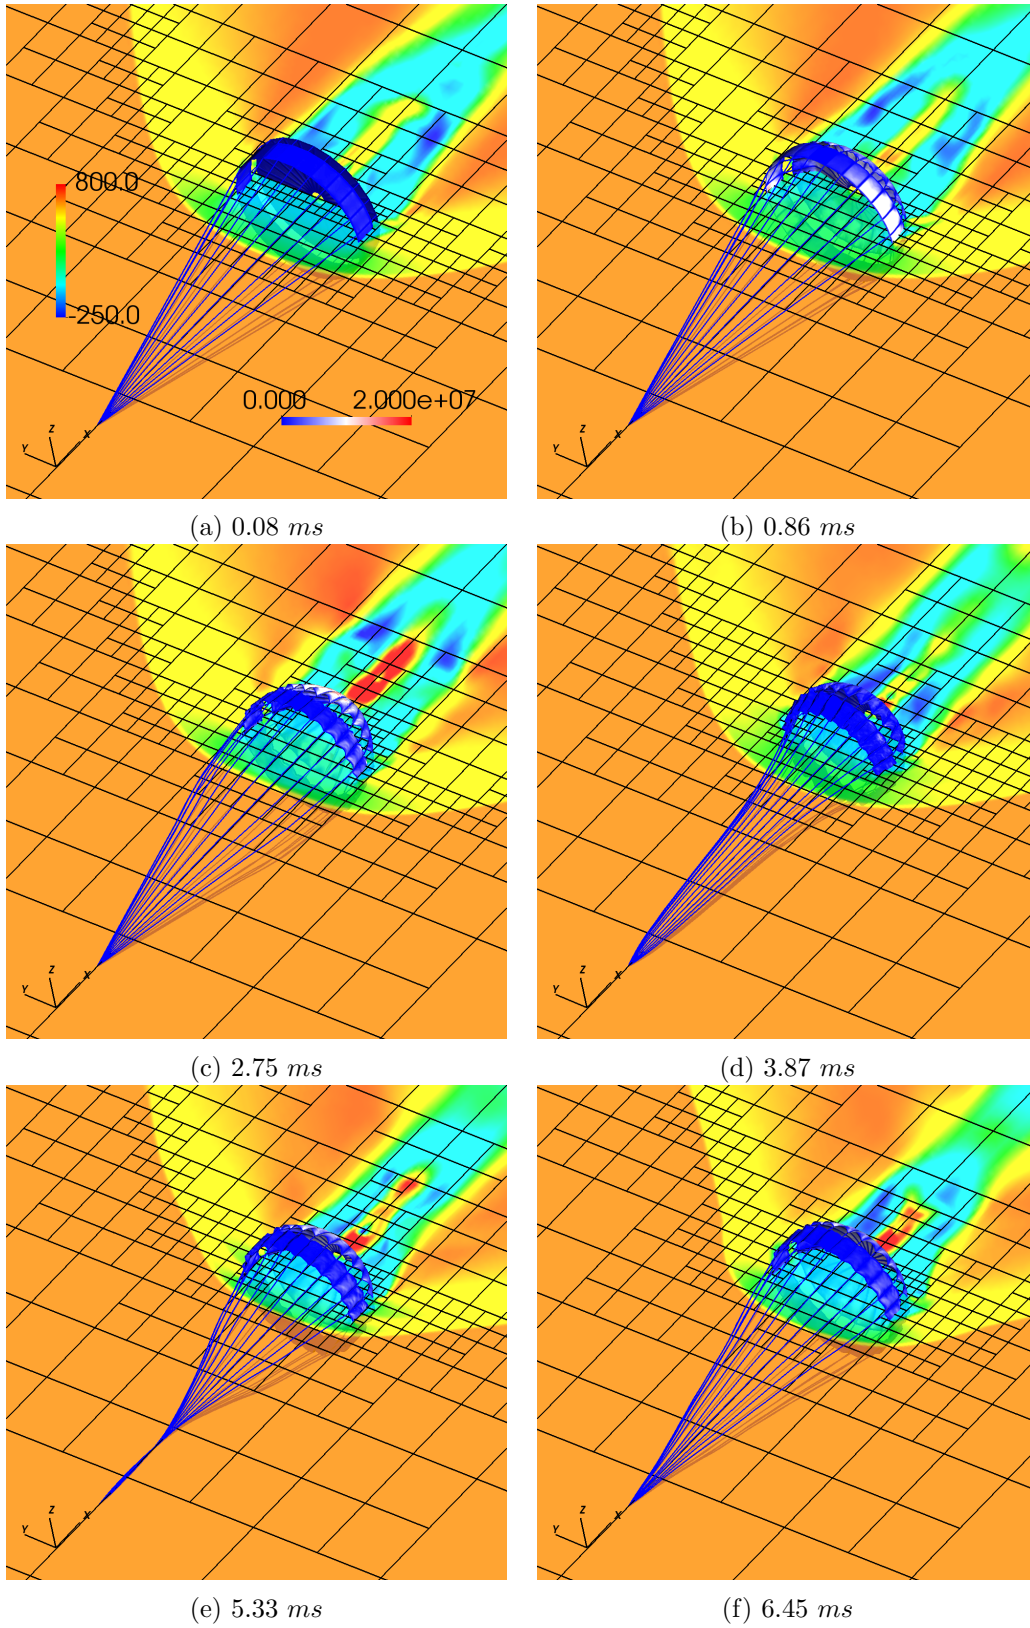 800.0
-250.0
0.000 2.000e+07
Z
Y X
(a) 0.08 ms
Z
Y X
(b) 0.86 ms
Z
Y X
(c) 2.75 ms
Z
Y X
(d) 3.87 ms
Z
Y X
(e) 5.33 ms
Z
Y X
(f) 6.45 ms